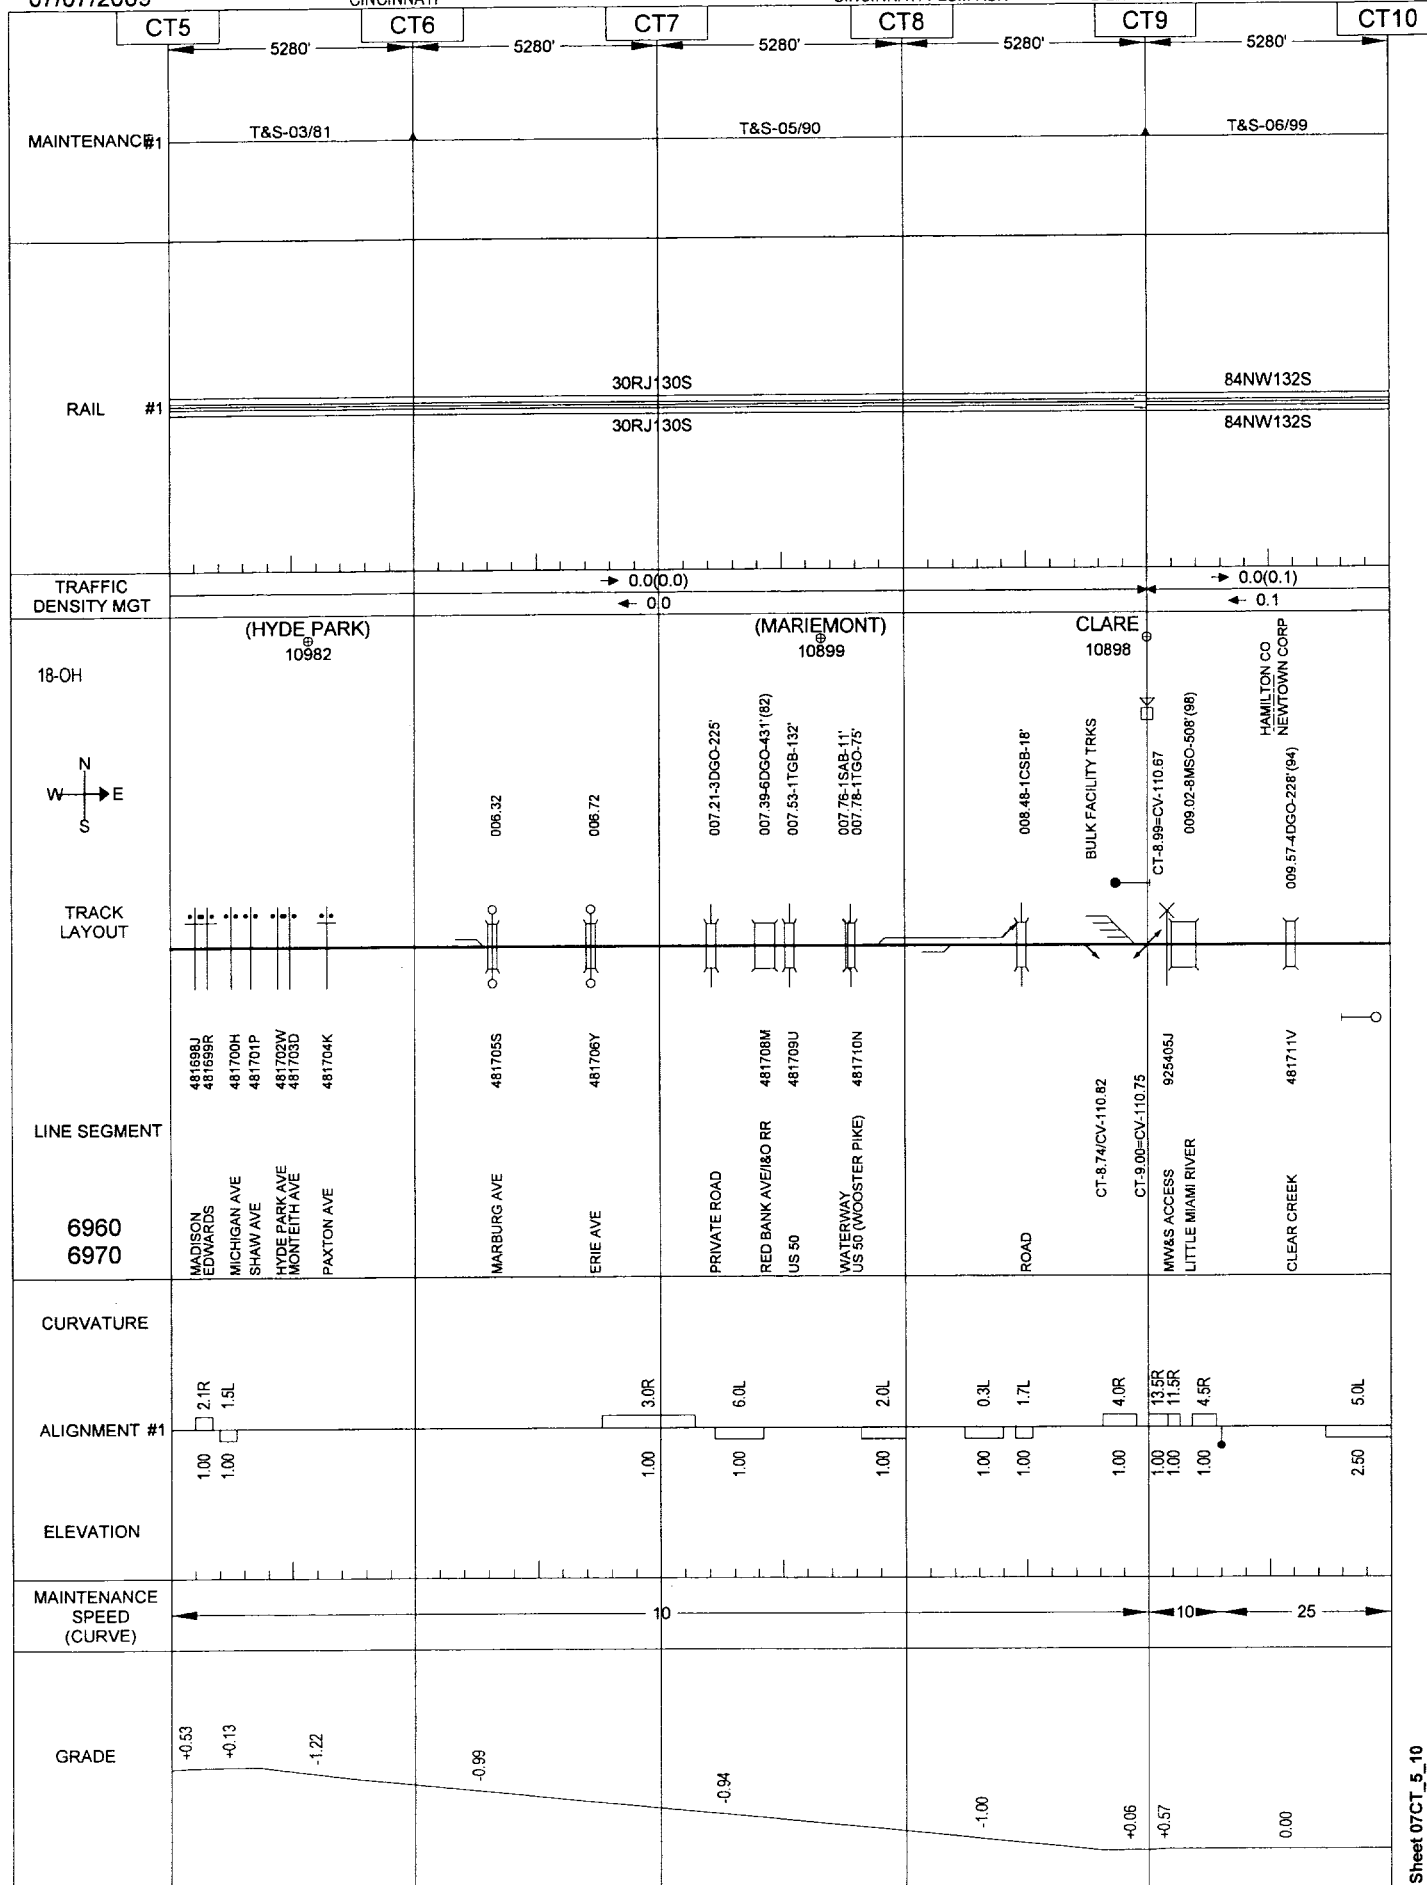 CT5
CT6
CT7
CT8
CT9
CT10
5280'
5280'
5280'
5280'
5280'
MAINTENANCE#1
T&S-03/81
T&S-05/90
T&S-06/99
RAIL #1
30RJ130S
84NW132S
30RJ130S
84NW132S
TRAFFIC
DENSITY MGT
0.0(0.0)
0.0
0.0(0.1)
0.1
18-OH
(HYDE PARK)
10982
(MARIEMONT)
10899
CLARE
10898
HAMILTON CO
NEWTOWN CORP
N
W E
S
006.32
006.72
007.21-3DGO-225'
007.39-6DGO-431'(82)
007.53-1TGB-132'
007.76-1SAB-11'
007.78-1TGO-75'
008.48-1CSB-18'
BULK FACILITY TRKS
CT-8.99=CV-110.67
009.02-8MSO-508'(98)
009.57-4DGO-228'(94)
TRACK
LAYOUT
481698J
481699R
481700H
481701P
481702W
481703D
481704K
481705S
481706Y
481708M
481709U
481710N
925405J
481711V
LINE SEGMENT
6960
6970
MADISON
EDWARDS
MICHIGAN AVE
SHAW AVE
HYDE PARK AVE
MONTEITH AVE
PAXTON AVE
MARBURG AVE
ERIE AVE
PRIVATE ROAD
RED BANK AVE/I&O RR
US 50
WATERWAY
US 50 (WOOSTER PIKE)
ROAD
CT-8.74/CV-110.82
CT-9.00=CV-110.75
MW&S ACCESS
LITTLE MIAMI RIVER
CLEAR CREEK
CURVATURE
2.1R
1.5L
3.0R
6.0L
2.0L
0.3L
1.7L
4.0R
13.5R
11.5R
4.5R
5.0L
ALIGNMENT #1
1.00
1.00
1.00
1.00
1.00
1.00
1.00
1.00
1.00
1.00
1.00
2.50
ELEVATION
MAINTENANCE
SPEED
(CURVE)
10
10
25
GRADE
+0.53
+0.13
-1.22
-0.99
-0.94
-1.00
+0.06
+0.57
0.00
Sheet 07CT_5_10